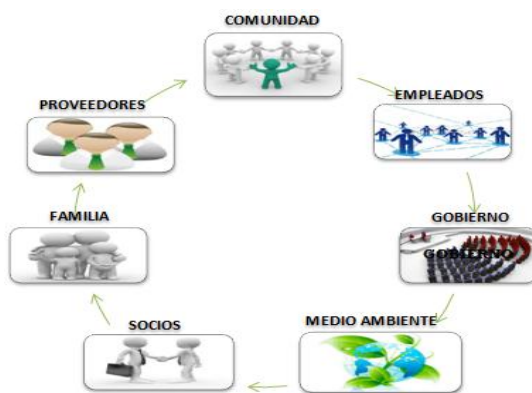 COMUNIDAD
EMPLEADOS
GOBIERNO
GOBIERNO
MEDIO AMBIENTE
SOCIOS
FAMILIA
PROVEEDORES